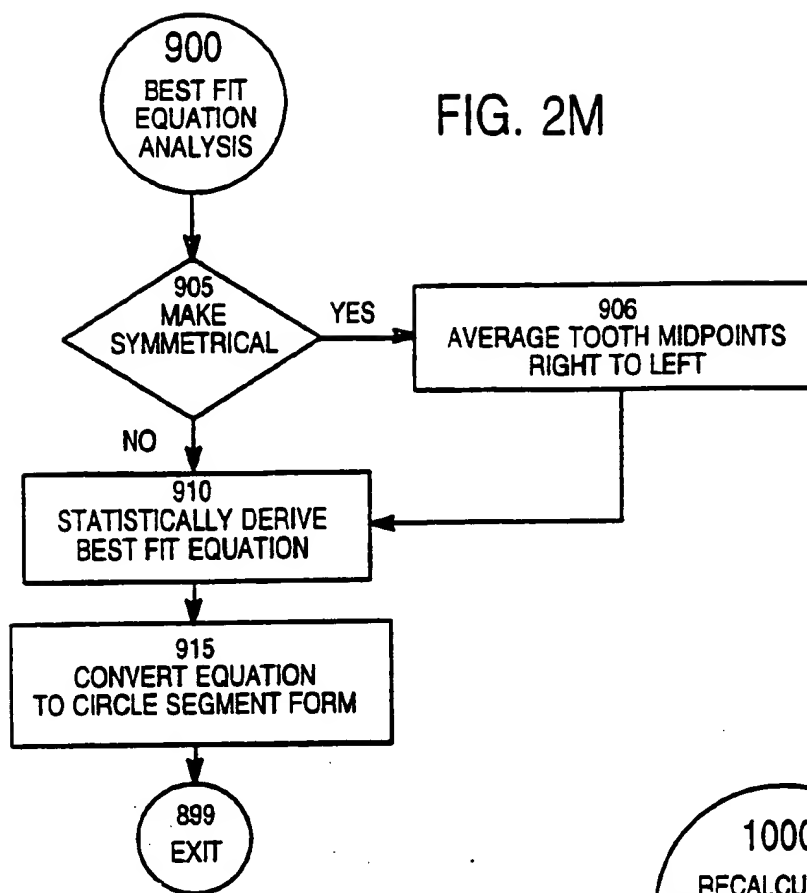 900
BEST FIT
EQUATION
ANALYSIS
FIG. 2M
905
MAKE
SYMMETRICAL
YES
906
AVERAGE TOOTH MIDPOINTS
RIGHT TO LEFT
NO
910
STATISTICALLY DERIVE
BEST FIT EQUATION
915
CONVERT EQUATION
TO CIRCLE SEGMENT FORM
899
EXIT
1000